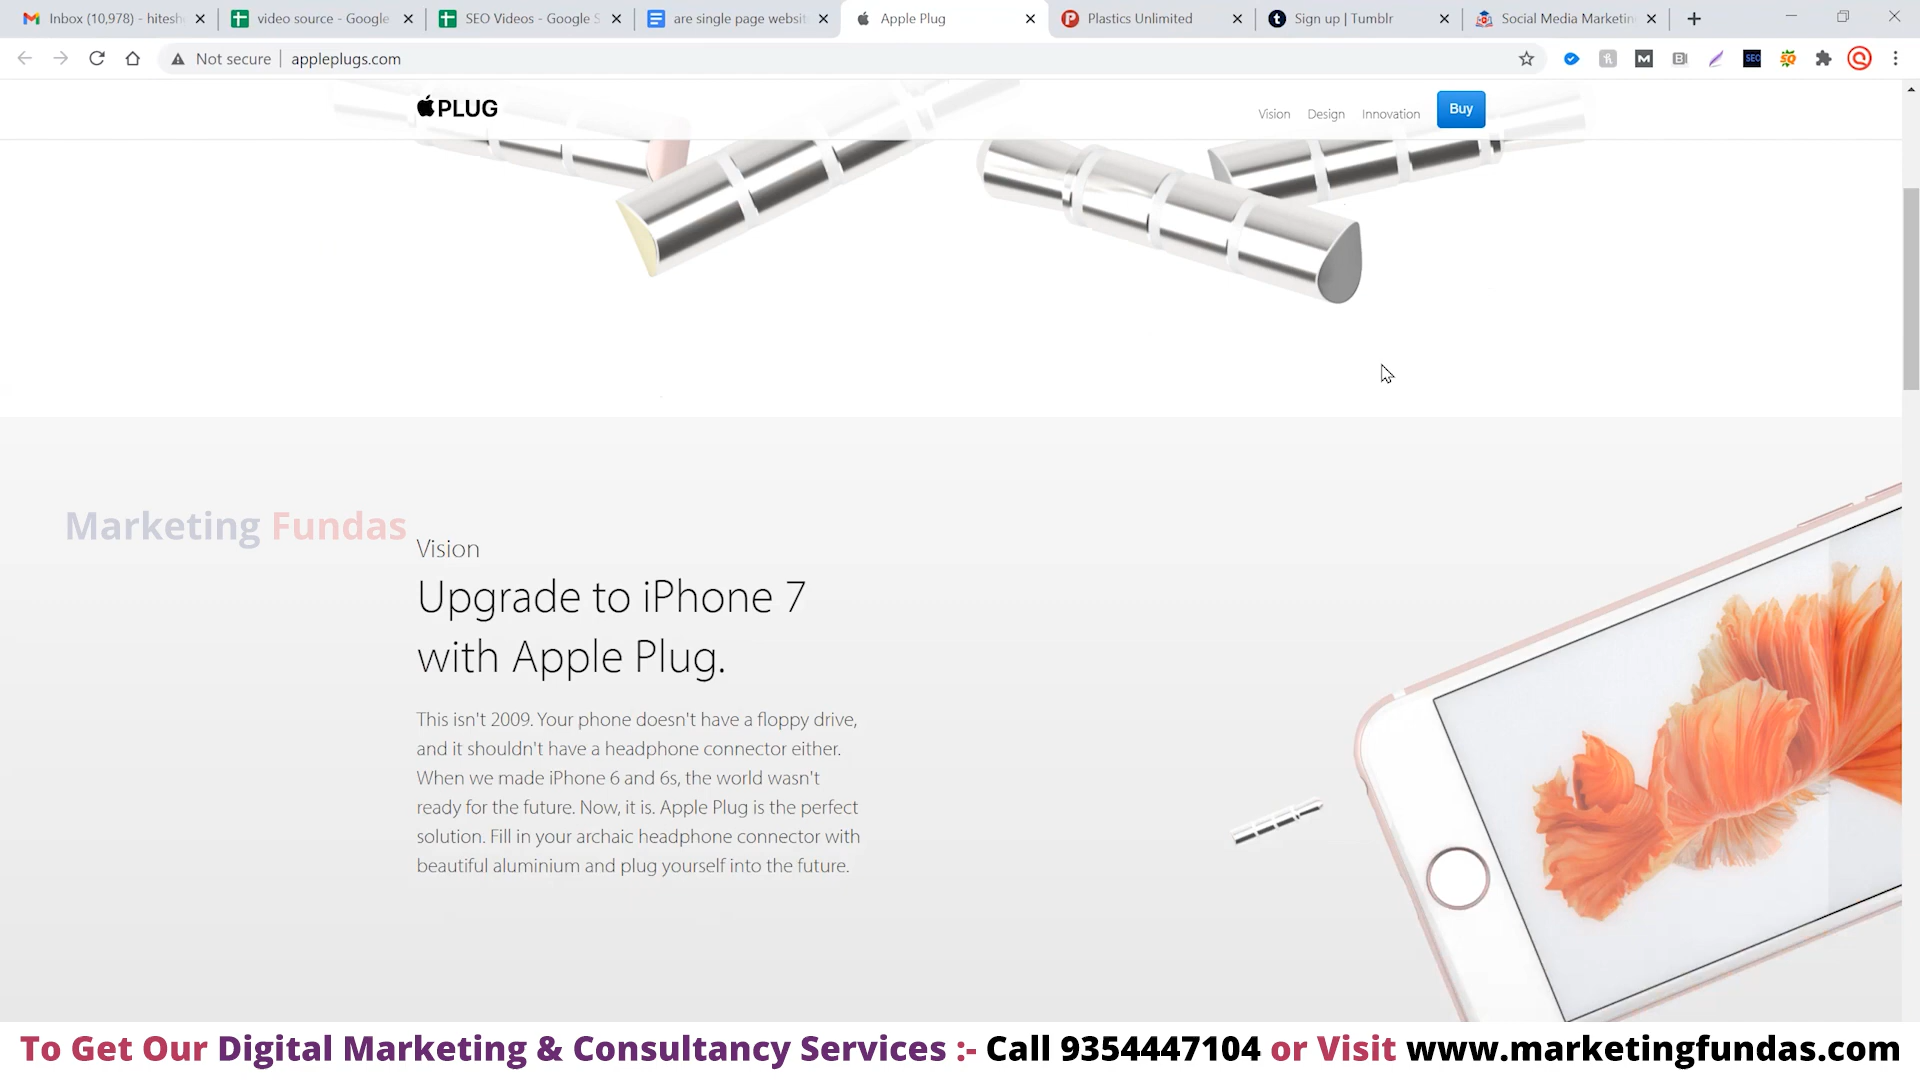 Inbox (10,978) - hitesh
video source - Google
SEO Videos - Google S
are single page websit
Apple Plug
Plastics Unlimited
Sign up | Tumblr
Social Media Marketin
Not secure
appleplugs.com
PLUG
Vision
Design
Innovation
Buy
Marketing Fundas
Vision
Upgrade to iPhone 7
with Apple Plug.
This isn't 2009. Your phone doesn't have a floppy drive,
and it shouldn't have a headphone connector either.
When we made iPhone 6 and 6s, the world wasn't
ready for the future. Now, it is. Apple Plug is the perfect
solution. Fill in your archaic headphone connector with
beautiful aluminium and plug yourself into the future.
To Get Our Digital Marketing & Consultancy Services :- Call 9354447104 or Visit www.marketingfundas.com